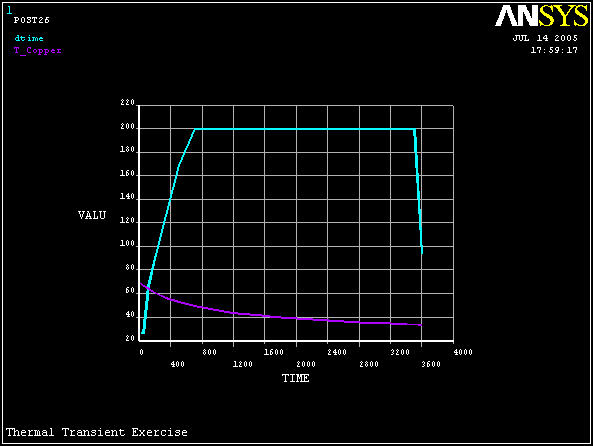 1
POST26
dtime
T_Copper
ANSYS
JUL 14 2005
17:59:17
220
200
180
160
140
120
100
80
60
40
20
VALU
0 800 1600 2400 3200 4000
400 1200 2000 2800 3600
TIME
Thermal Transient Exercise